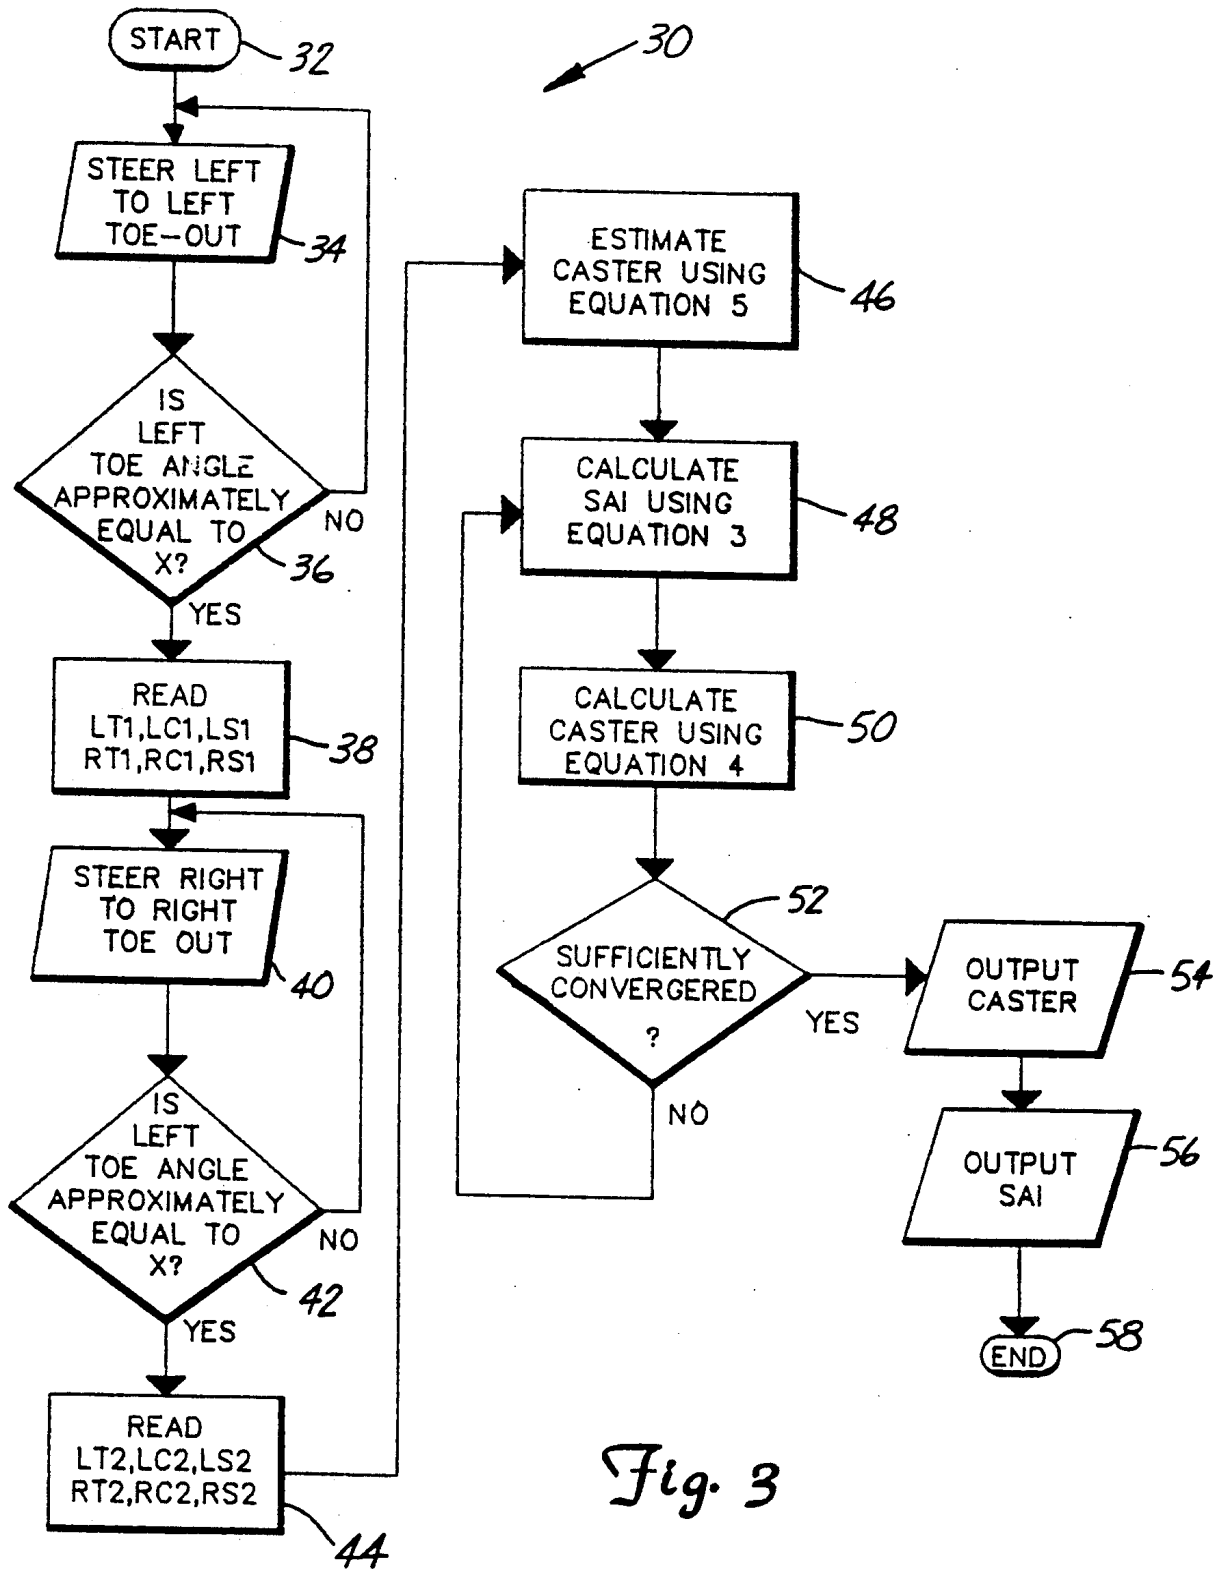 START
32
30
STEER LEFT
TO LEFT
TOE-OUT
34
IS
LEFT
TOE ANGLE
APPROXIMATELY
EQUAL TO
X?
NO
36
YES
READ
LT1,LC1,LS1
RT1,RC1,RS1
38
STEER RIGHT
TO RIGHT
TOE OUT
40
IS
LEFT
TOE ANGLE
APPROXIMATELY
EQUAL TO
X?
NO
42
YES
READ
LT2,LC2,LS2
RT2,RC2,RS2
44
ESTIMATE
CASTER USING
EQUATION 5
46
CALCULATE
SAI USING
EQUATION 3
48
CALCULATE
CASTER USING
EQUATION 4
50
52
SUFFICIENTLY
CONVERGERED
?
YES
NO
OUTPUT
CASTER
54
OUTPUT
SAI
56
END
58
Fig. 3